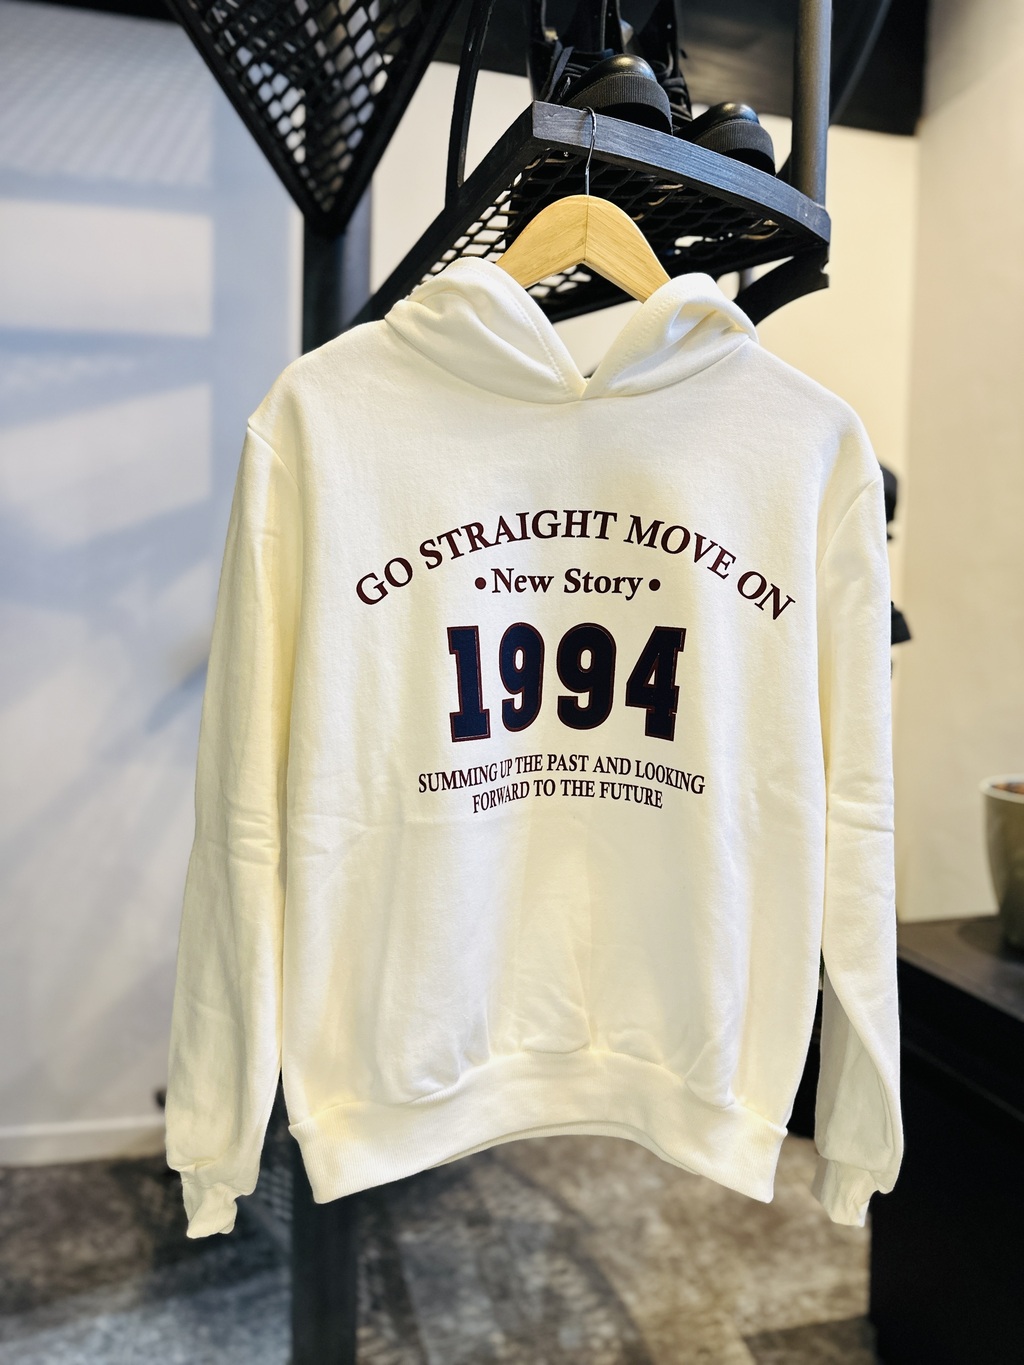 GO STRAIGHT MOVE ON
•New Story•
1994
SUMMING UP THE PAST AND LOOKING
FORWARD TO THE FUTURE